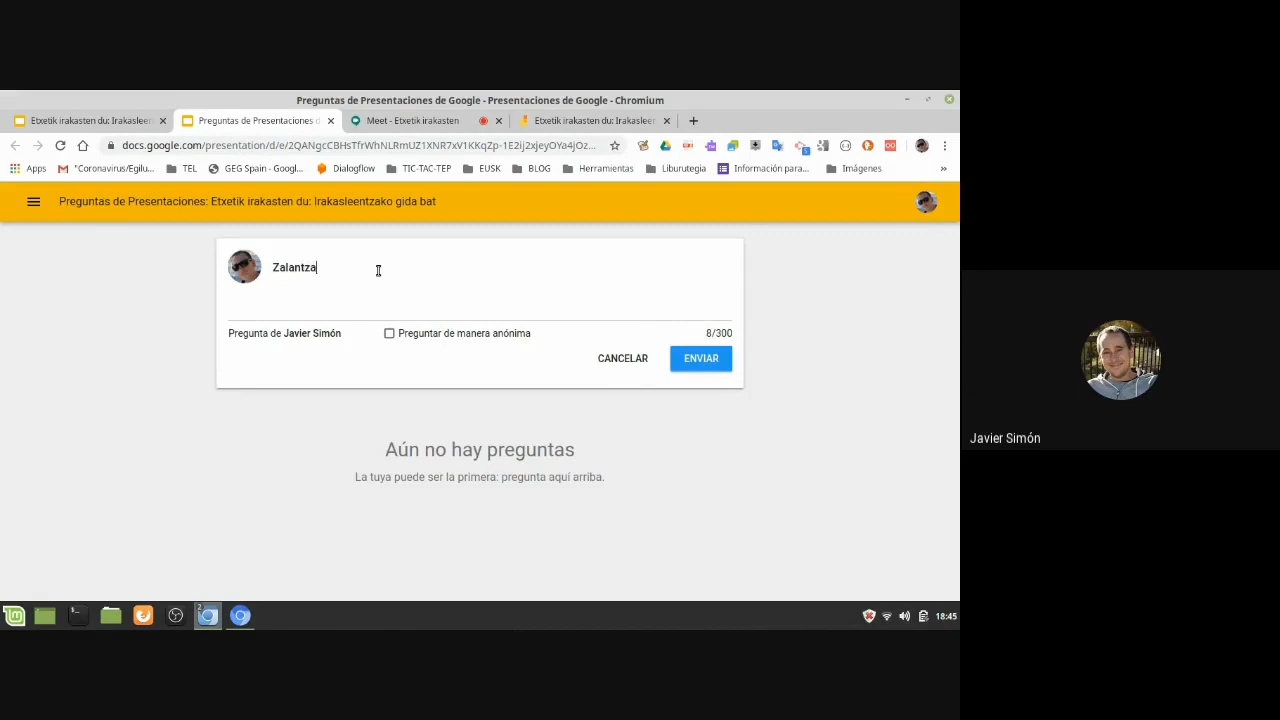 Preguntas de Presentaciones de Google - Presentaciones de Google - Chromium
Etxetik irakasten du: Irakasleen
Preguntas de Presentaciones d
Meet - Etxetik irakasten
Etxetik irakasten du: Irakasleer
docs.google.com/presentation/d/e/2QANgcCBHsTfrWhNLRmUZ1XNR7xV1KKqZp-1E2ij2xjeyOYa4jOz...
Apps
"Coronavirus/Egilu...
TEL
GEG Spain - Googl...
Dialogflow
TIC-TAC-TEP
EUSK
BLOG
Herramientas
Liburutegia
Información para...
Imágenes
»
Preguntas de Presentaciones: Etxetik irakasten du: Irakasleentzako gida bat
Zalantza
Pregunta de Javier Simón
Preguntar de manera anónima
8/300
CANCELAR
ENVIAR
Aún no hay preguntas
La tuya puede ser la primera: pregunta aquí arriba.
Javier Simón
2
18:45